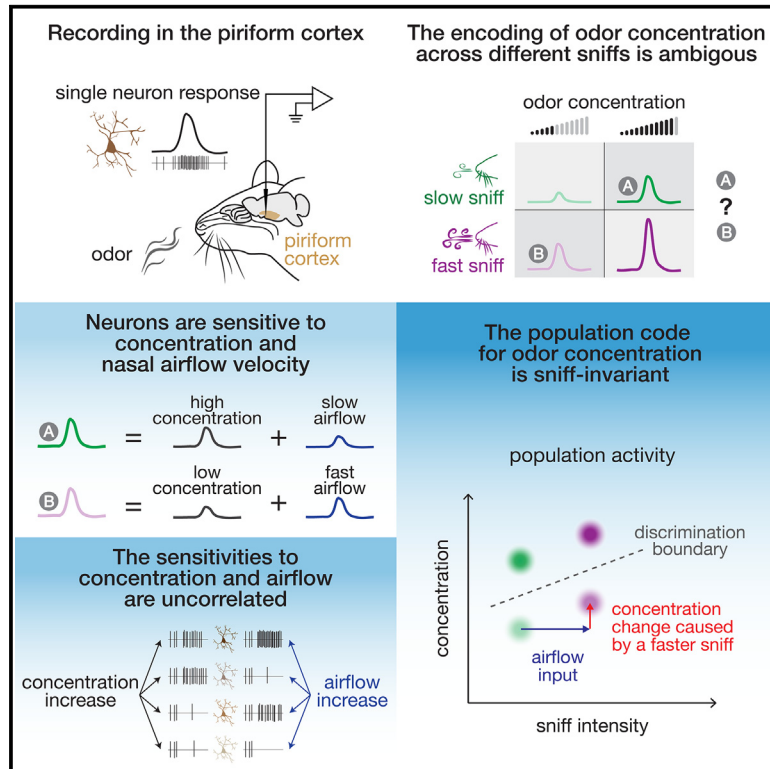 Recording in the piriform cortex
single neuron response
odor
piriform
cortex
The encoding of odor concentration
across different sniffs is ambigous
odor concentration
slow sniff
A
fast sniff
B
A
?
B
Neurons are sensitive to
concentration and
nasal airflow velocity
A
=
high
concentration
+
slow
airflow
B
=
low
concentration
+
fast
airflow
The sensitivities to
concentration and airflow
are uncorrelated
concentration
increase
airflow
increase
The population code
for odor concentration
is sniff-invariant
population activity
discrimination
boundary
concentration
concentration
change caused
by a faster sniff
airflow
input
sniff intensity